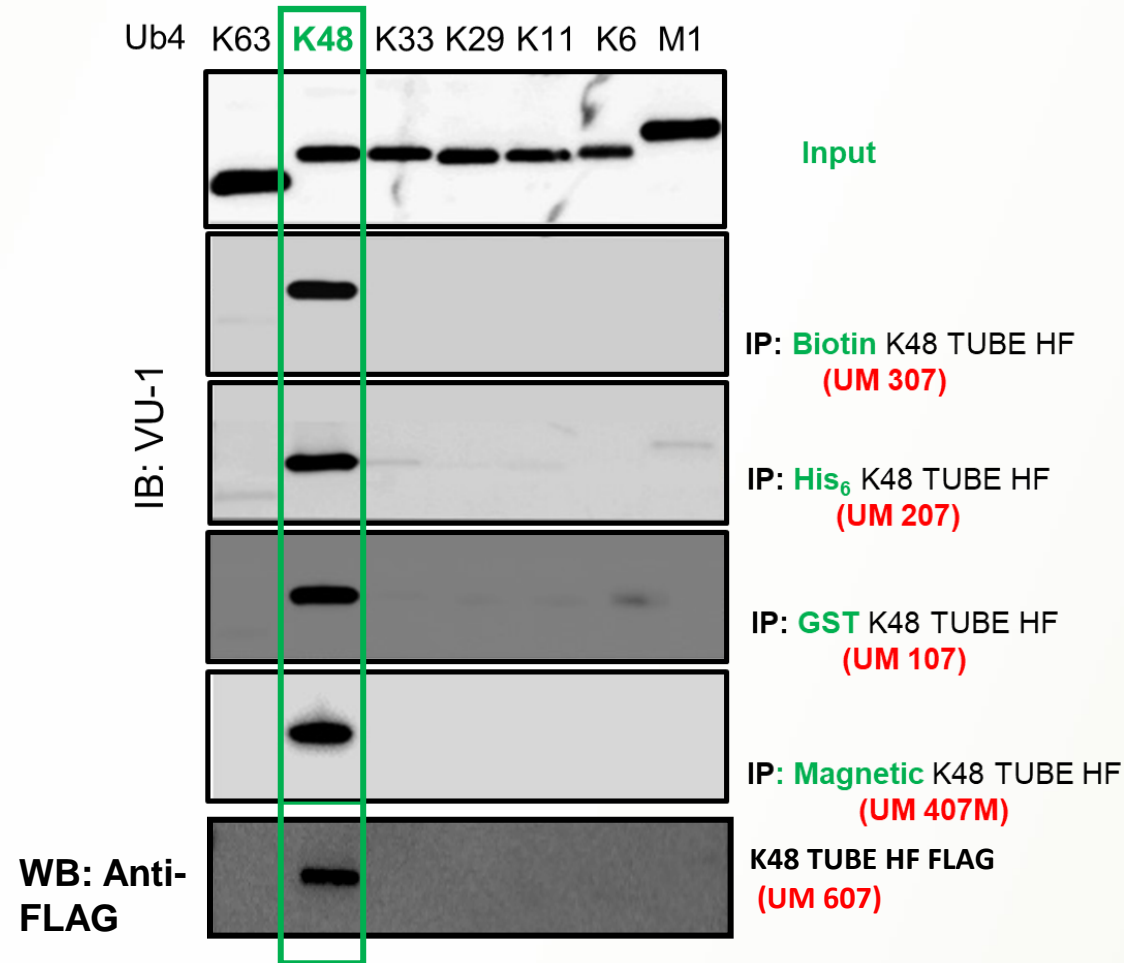 Ub4 K63 K48 K33 K29 K11 K6 M1
Input
IB: VU-1
IP: Biotin K48 TUBE HF
(UM 307)
IP: His₆ K48 TUBE HF
(UM 207)
IP: GST K48 TUBE HF
(UM 107)
IP: Magnetic K48 TUBE HF
(UM 407M)
WB: Anti-
FLAG
K48 TUBE HF FLAG
(UM 607)